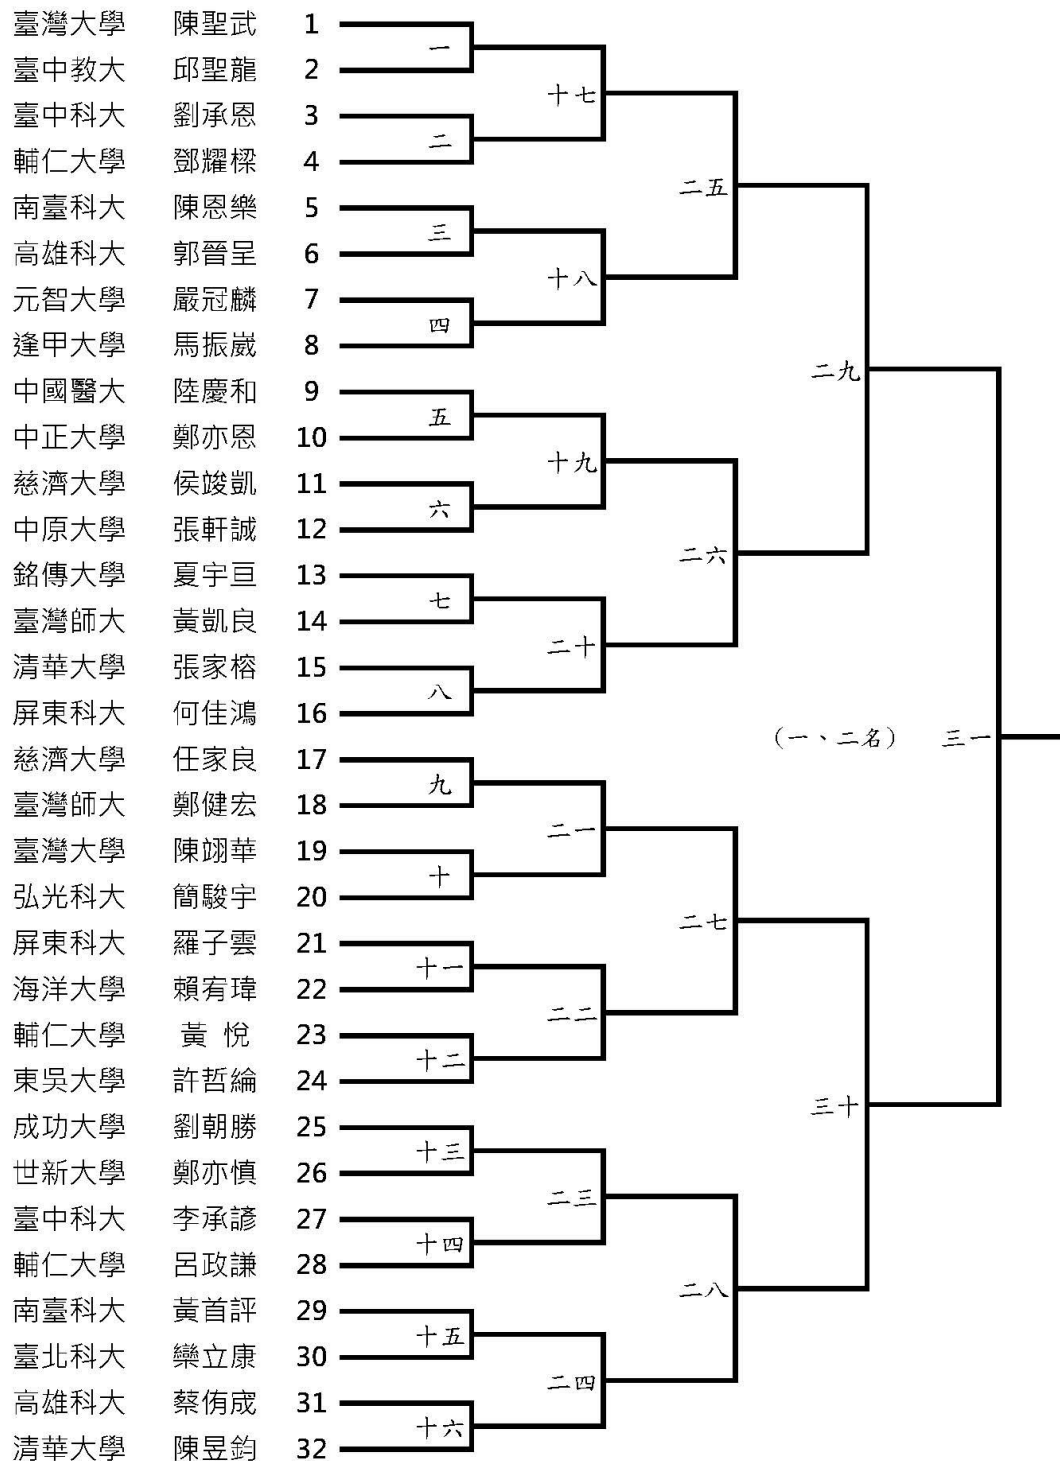 臺灣大學 陳聖武 1
一
臺中教大 邱聖龍 2
十七
臺中科大 劉承恩 3
二
輔仁大學 鄧耀樑 4
二五
南臺科大 陳恩樂 5
三
高雄科大 郭晉呈 6
十八
元智大學 嚴冠麟 7
四
逢甲大學 馬振崴 8
二九
中國醫大 陸慶和 9
五
中正大學 鄭亦恩 10
十九
慈濟大學 侯竣凱 11
六
中原大學 張軒誠 12
二六
銘傳大學 夏宇亘 13
七
臺灣師大 黃凱良 14
二十
清華大學 張家榕 15
八
屏東科大 何佳鴻 16
(一、二名) 三一
慈濟大學 任家良 17
九
臺灣師大 鄭健宏 18
二一
臺灣大學 陳翊華 19
十
弘光科大 簡駿宇 20
二七
屏東科大 羅子雲 21
十一
海洋大學 賴宥瑋 22
二二
輔仁大學 黃 悅 23
十二
東吳大學 許哲綸 24
三十
成功大學 劉朝勝 25
十三
世新大學 鄭亦慎 26
二三
臺中科大 李承諺 27
十四
輔仁大學 呂政謙 28
二八
南臺科大 黃首評 29
十五
臺北科大 欒立康 30
二四
高雄科大 蔡侑宬 31
十六
清華大學 陳昱鈞 32